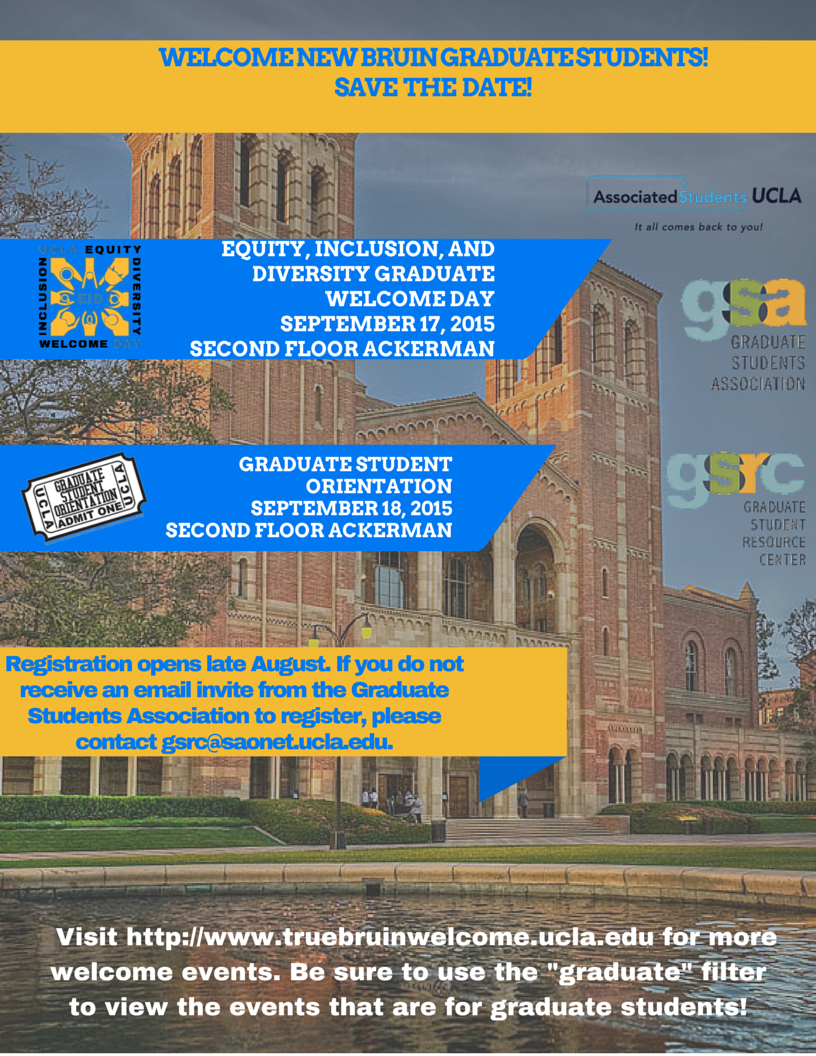 WELCOME NEW BRUIN GRADUATE STUDENTS!
SAVE THE DATE!
Associated Students UCLA
It all comes back to you!
UCLA EQUITY
INCLUSION
EID
DIVERSITY
WELCOME DAY
EQUITY, INCLUSION, AND
DIVERSITY GRADUATE
WELCOME DAY
SEPTEMBER 17, 2015
SECOND FLOOR ACKERMAN
gsa
GRADUATE
STUDENTS
ASSOCIATION
UCLA
GRADUATE
STUDENT
ORIENTATION
ADMIT ONE
UCLA
GRADUATE STUDENT
ORIENTATION
SEPTEMBER 18, 2015
SECOND FLOOR ACKERMAN
gsrc
GRADUATE
STUDENT
RESOURCE
CENTER
Registration opens late August. If you do not
receive an email invite from the Graduate
Students Association to register, please
contact gsrc@saonet.ucla.edu.
Visit http://www.truebruinwelcome.ucla.edu for more
welcome events. Be sure to use the "graduate" filter
to view the events that are for graduate students!